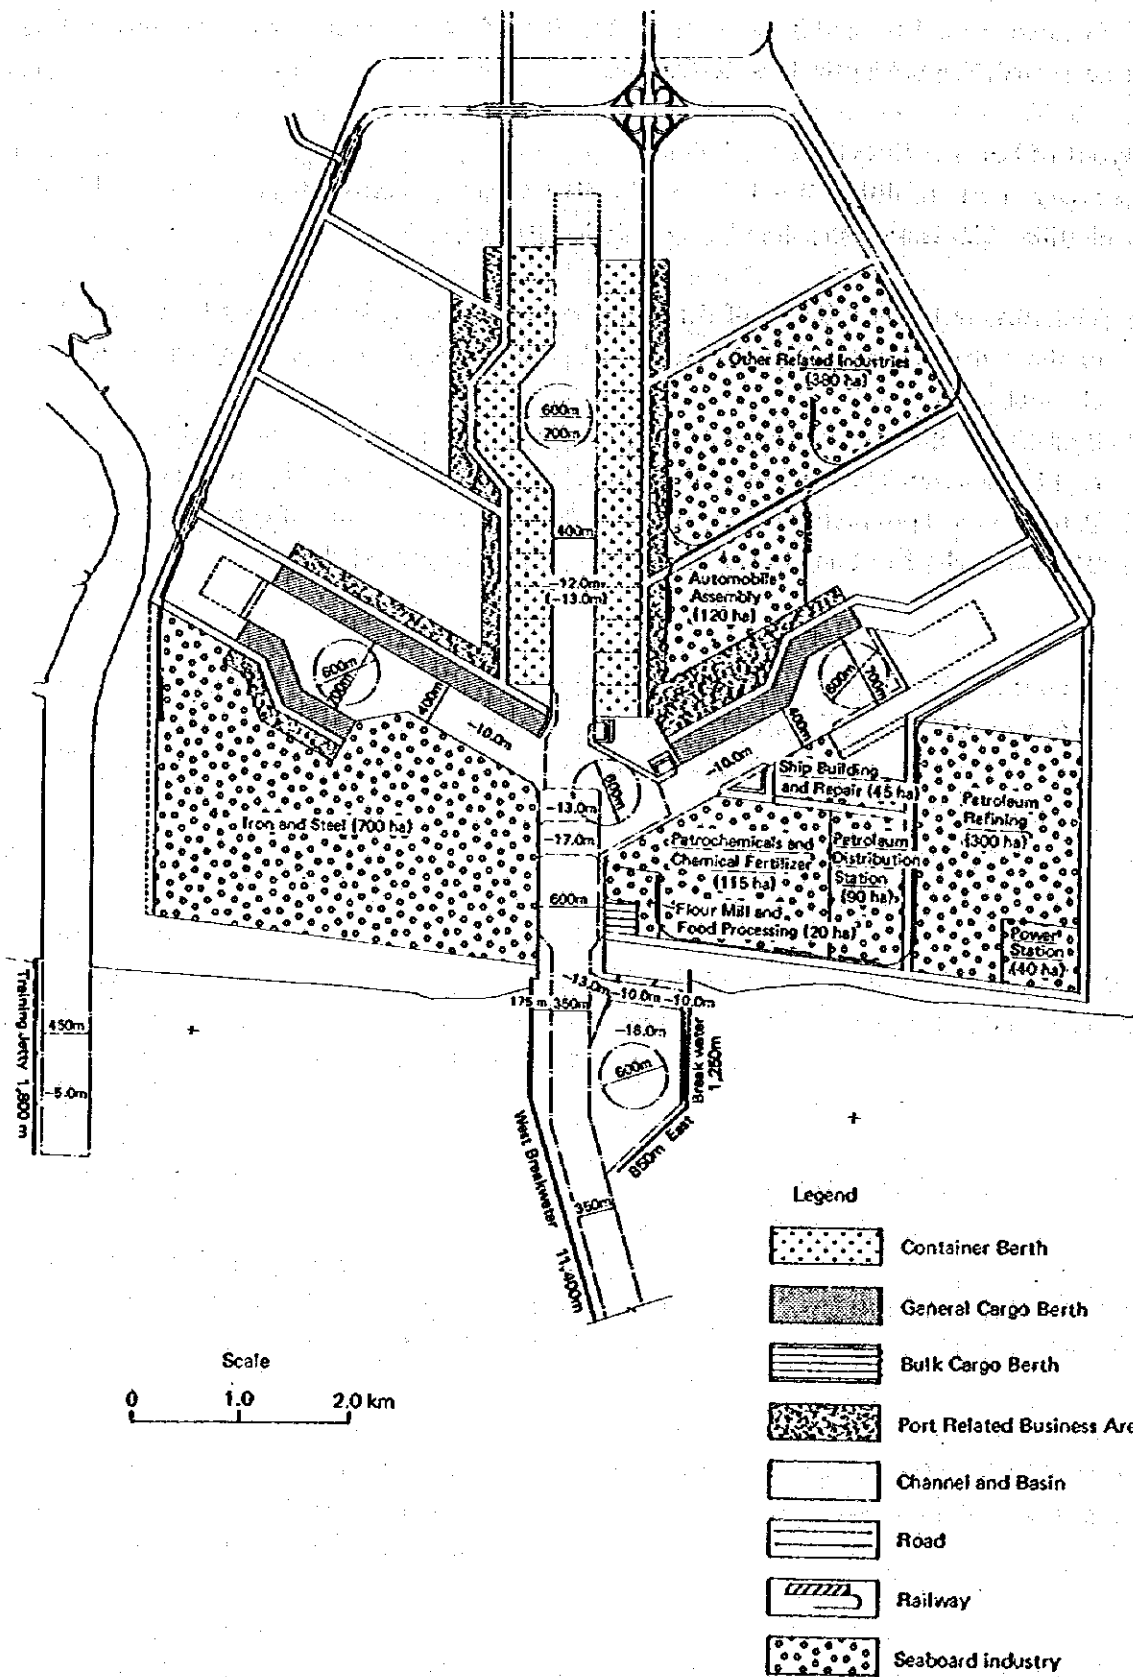 Other Related Industries
(380 ha)
600m
700m
400m
-12.0m
(-13.0m)
Automobile
Assembly
(120 ha)
600m
700m
400m
-10.0m
600m
700m
400m
-10.0m
Ship Building
and Repair (45 ha)
600m
-13.0m
-17.0m
Iron and Steel (700 ha)
Petrochemicals and
Chemical Fertilizer
(115 ha)
Petroleum
Distribution
Station
(90 ha)
Petroleum
Refining
(300 ha)
600m
Flour Mill and
Food Processing (20 ha)
Power
Station
(40 ha)
-13.0m
-10.0m
-10.0m
175 m
350m
-16.0m
600m
Break water
1,250m
850m East
450m
-5.0m
Training Jetty 1,800 m
West Breakwater
11,400m
350m
Scale
0 1.0 2.0 km
Legend
Container Berth
General Cargo Berth
Bulk Cargo Berth
Port Related Business Are
Channel and Basin
Road
Railway
Seaboard industry